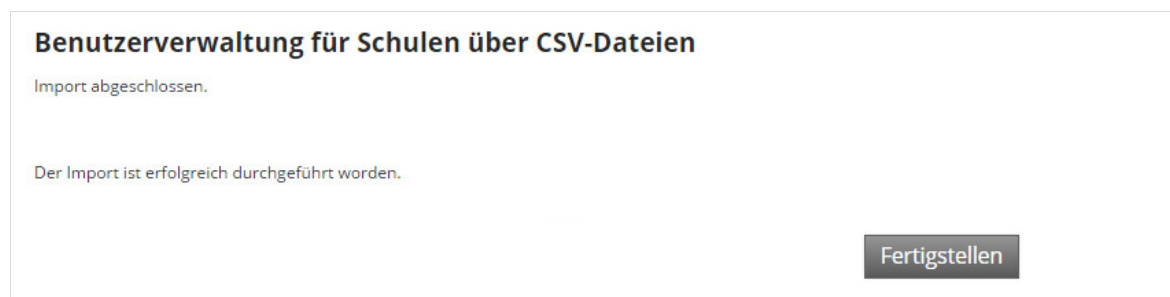 Benutzerverwaltung für Schulen über CSV-Dateien
Import abgeschlossen.
Der Import ist erfolgreich durchgeführt worden.
Fertigstellen